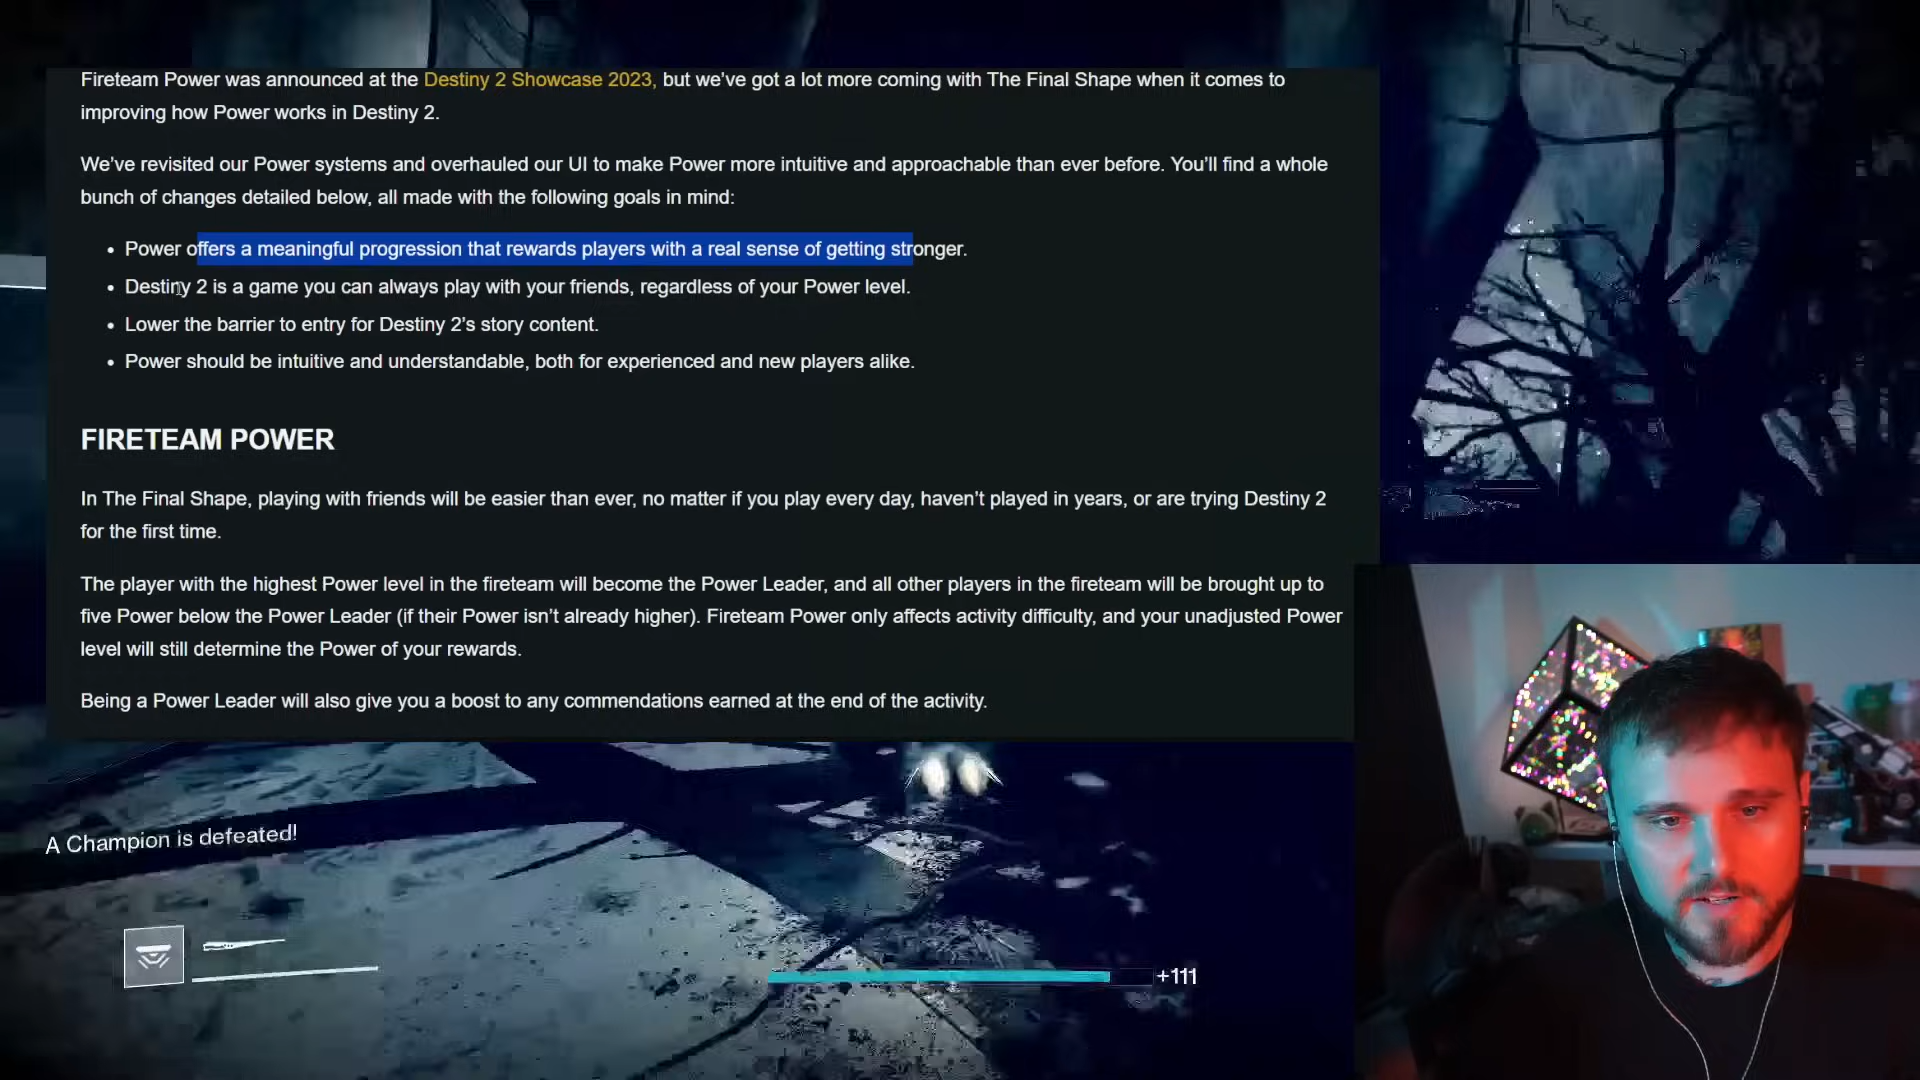 Fireteam Power was announced at the Destiny 2 Showcase 2023, but we've got a lot more coming with The Final Shape when it comes to
improving how Power works in Destiny 2.
We've revisited our Power systems and overhauled our UI to make Power more intuitive and approachable than ever before. You'll find a whole
bunch of changes detailed below, all made with the following goals in mind:
• Power offers a meaningful progression that rewards players with a real sense of getting stronger.
• Destiny 2 is a game you can always play with your friends, regardless of your Power level.
• Lower the barrier to entry for Destiny 2's story content.
• Power should be intuitive and understandable, both for experienced and new players alike.
FIRETEAM POWER
In The Final Shape, playing with friends will be easier than ever, no matter if you play every day, haven't played in years, or are trying Destiny 2
for the first time.
The player with the highest Power level in the fireteam will become the Power Leader, and all other players in the fireteam will be brought up to
five Power below the Power Leader (if their Power isn't already higher). Fireteam Power only affects activity difficulty, and your unadjusted Power
level will still determine the Power of your rewards.
Being a Power Leader will also give you a boost to any commendations earned at the end of the activity.
A Champion is defeated!
+111